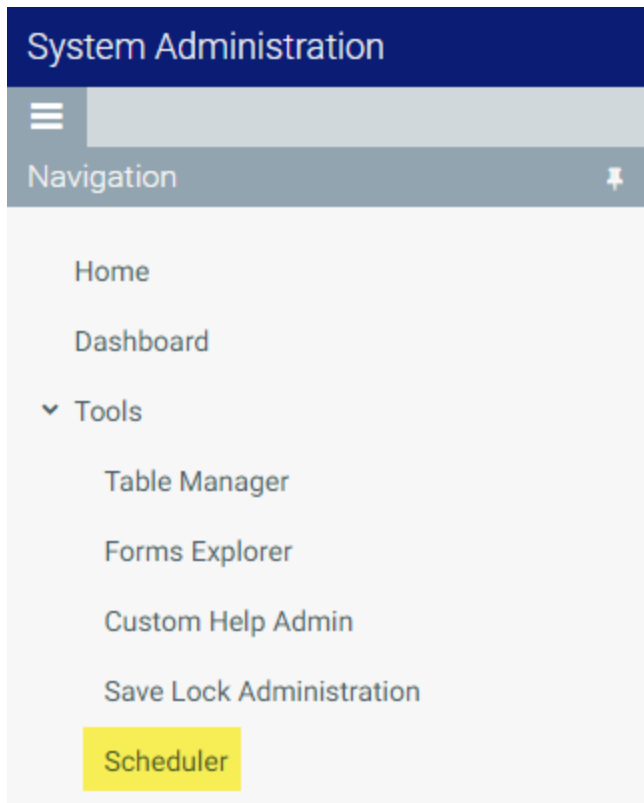 System Administration
Navigation
Home
Dashboard
Tools
Table Manager
Forms Explorer
Custom Help Admin
Save Lock Administration
Scheduler